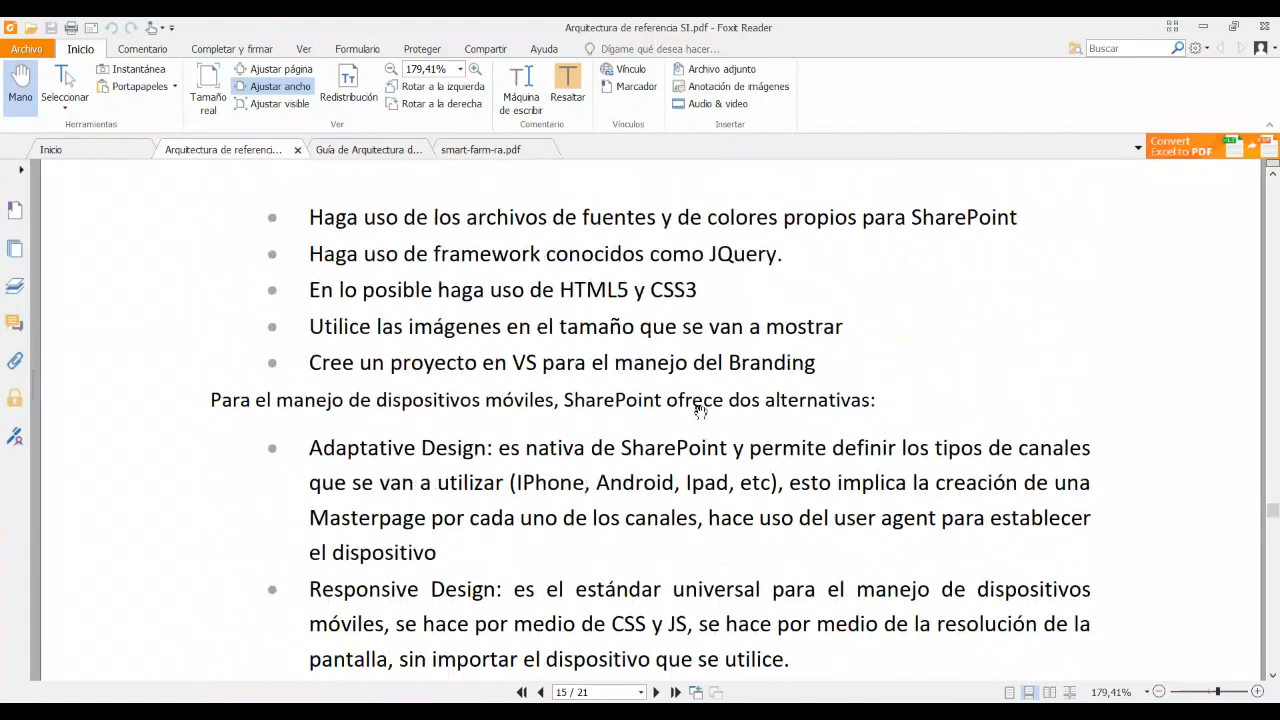 Arquitectura de referencia SI.pdf - Foxit Reader
Archivo Inicio Comentario Completar y firmar Ver Formulario Proteger Compartir Ayuda Dígame qué desea hacer... Buscar
Mano
Seleccionar
Instantánea
Portapapeles
Herramientas
Tamaño real
Ajustar página
Ajustar ancho
Ajustar visible
Redistribución
179,41%
Rotar a la izquierda
Rotar a la derecha
Ver
Máquina de escribir
Resaltar
Comentario
Vínculo
Marcador
Vínculos
Archivo adjunto
Anotación de imágenes
Audio & video
Insertar
Inicio Arquitectura de referenci... Guía de Arquitectura d... smart-farm-ra.pdf
Convert
Excel to PDF
Haga uso de los archivos de fuentes y de colores propios para SharePoint
Haga uso de framework conocidos como JQuery.
En lo posible haga uso de HTML5 y CSS3
Utilice las imágenes en el tamaño que se van a mostrar
Cree un proyecto en VS para el manejo del Branding
Para el manejo de dispositivos móviles, SharePoint ofrece dos alternativas:
Adaptative Design: es nativa de SharePoint y permite definir los tipos de canales
que se van a utilizar (IPhone, Android, Ipad, etc), esto implica la creación de una
Masterpage por cada uno de los canales, hace uso del user agent para establecer
el dispositivo
Responsive Design: es el estándar universal para el manejo de dispositivos
móviles, se hace por medio de CSS y JS, se hace por medio de la resolución de la
pantalla, sin importar el dispositivo que se utilice.
15 / 21
179,41%